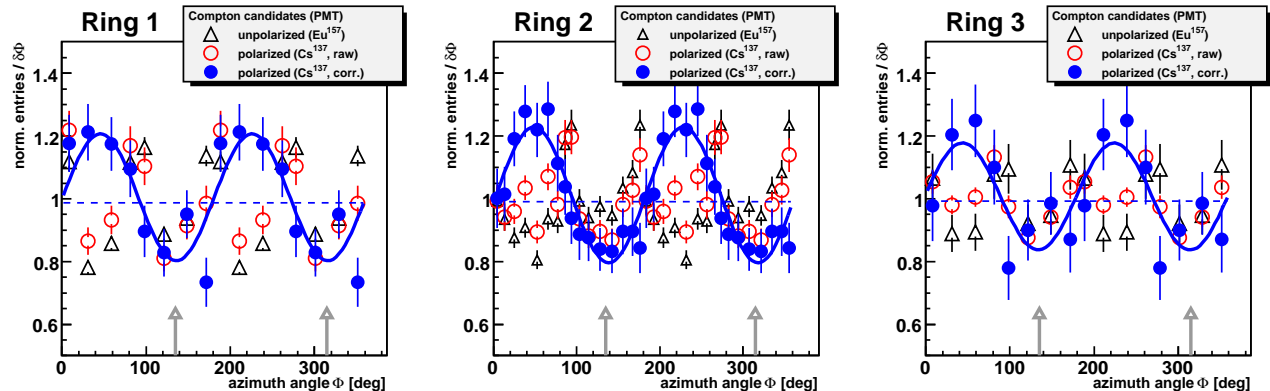 Ring 1
Compton candidates (PMT)
unpolarized (Eu157)
polarized (Cs137, raw)
polarized (Cs137, corr.)
norm. entries / δΦ
1.4
1.2
1
0.8
0.6
0 100 200 300
azimuth angle Φ [deg]
Ring 2
Compton candidates (PMT)
unpolarized (Eu157)
polarized (Cs137, raw)
polarized (Cs137, corr.)
norm. entries / δΦ
1.4
1.2
1
0.8
0.6
0 100 200 300
azimuth angle Φ [deg]
Ring 3
Compton candidates (PMT)
unpolarized (Eu157)
polarized (Cs137, raw)
polarized (Cs137, corr.)
norm. entries / δΦ
1.4
1.2
1
0.8
0.6
0 100 200 300
azimuth angle Φ [deg]